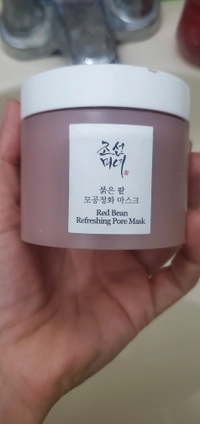 조선
미녀
붉은 팥
모공정화 마스크
Red Bean
Refreshing Pore Mask